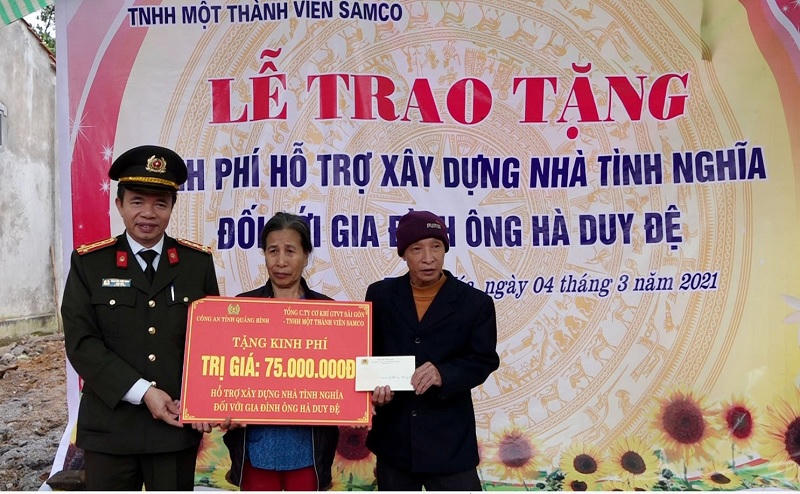 TNHH MỘT THÀNH VIÊN SAMCO
LỄ TRAO TẶNG
NH PHÍ HỖ TRỢ XÂY DỰNG NHÀ TÌNH NGHĨA
ĐỐI VỚI GIA ĐÌNH ÔNG HÀ DUY ĐỆ
, ngày 04 tháng 3 năm 2021
CÔNG AN TỈNH QUẢNG BÌNH
TỔNG C.TY CƠ KHÍ GTVT SÀI GÒN
- TNHH MỘT THÀNH VIÊN SAMCO
TẶNG KINH PHÍ
TRỊ GIÁ: 75.000.000Đ
HỖ TRỢ XÂY DỰNG NHÀ TÌNH NGHĨA
ĐỐI VỚI GIA ĐÌNH ÔNG HÀ DUY ĐỆ